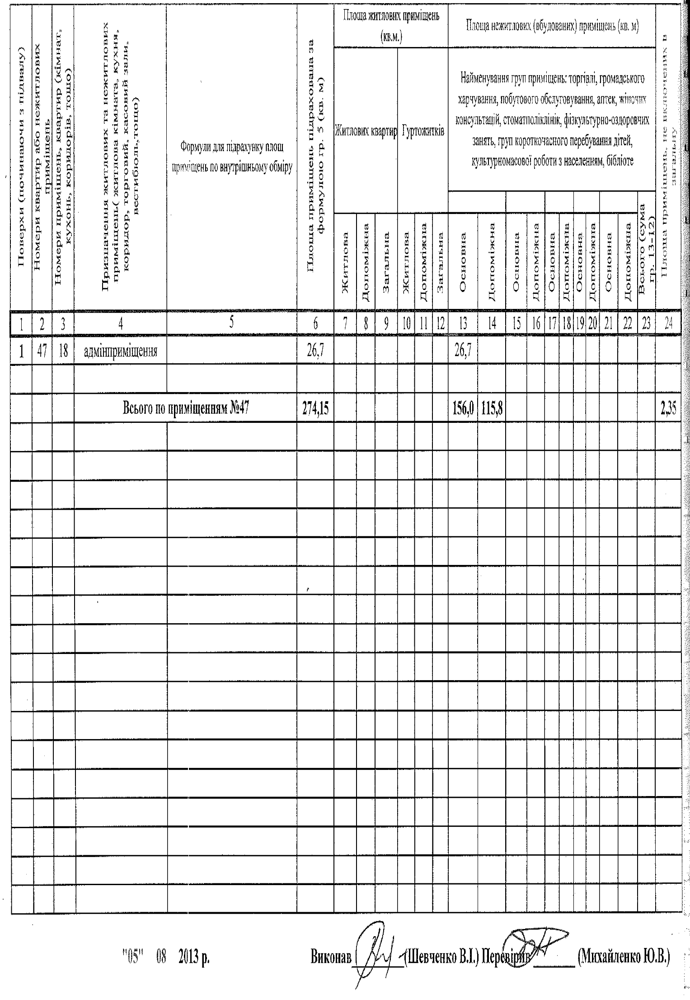 Поверхи (починаючи з підвалу)
Номери квартир або нежитлових
приміщень
Номери приміщень, квартир (кімнат,
кухонь, коридорів, тощо)
Призначення житлових та нежитлових
приміщень( житлова кімната, кухня,
коридор, торговий, касовий зали,
вестибюль,тощо)
Формули для підрахунку площ
приміщень по внутрішньому обміру
Площа приміщень підрахована за
формулою гр. 5 (кв. м)
Площа житлових приміщень
(кв.м.)
Житлових квартир
Гуртожитків
Житлова
Допоміжна
Загальна
Житлова
Допоміжна
Загальна
Площа нежитлових (вбудованих) приміщень (кв. м)
Найменування груп приміщень: торгівлі, громадського
харчування, побутового обслуговування, аптек, жіночих
консультацій, стоматполіклінік, фізкультурно-оздоровчих
занять, груп короткочасного перебування дітей,
культурномасової роботи з населенням, бібліоте
Основна
Допоміжна
Основна
Допоміжна
Основна
Допоміжна
Основна
Допоміжна
Основна
Допоміжна
Всього (сума
гр. 13-12)
Площа приміщень, не включених в
загальну
1 2 3 4 5 6 7 8 9 10 11 12 13 14 15 16 17 18 19 20 21 22 23 24
1 47 18 адмінприміщення 26,7 26,7
Всього по приміщенням №47 274,15 156,0 115,8 2,35
"05" 08 2013 р. Виконав (Шевченко В.І.) Перевірив (Михайленко Ю.В.)